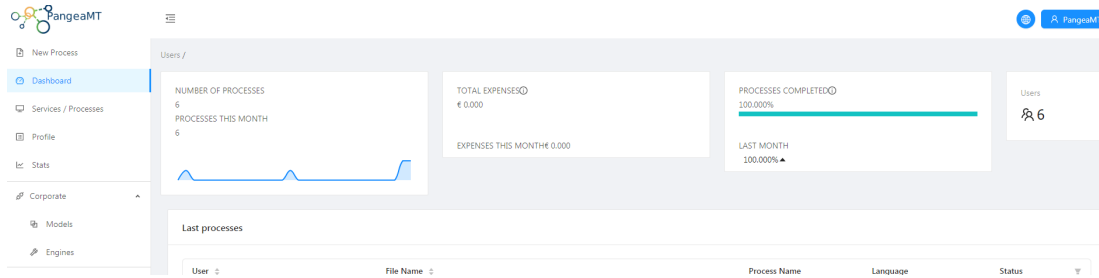 PangeaMT
PangeaMT
New Process
Dashboard
Services / Processes
Profile
Stats
Corporate
Models
Engines
Users /
NUMBER OF PROCESSES
6
PROCESSES THIS MONTH
6
TOTAL EXPENSES
€ 0.000
EXPENSES THIS MONTH€ 0.000
PROCESSES COMPLETED
100.000%
LAST MONTH
100.000%
Users
6
Last processes
User File Name Process Name Language Status